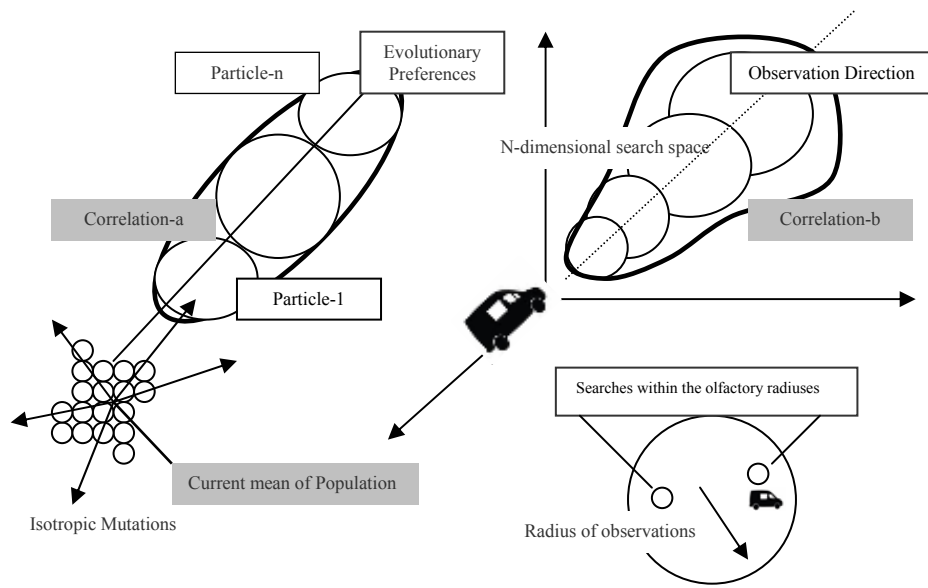 Particle-n
Evolutionary
Preferences
Observation Direction
N-dimensional search space
Correlation-a
Correlation-b
Particle-1
Searches within the olfactory radiuses
Current mean of Population
Isotropic Mutations
Radius of observations